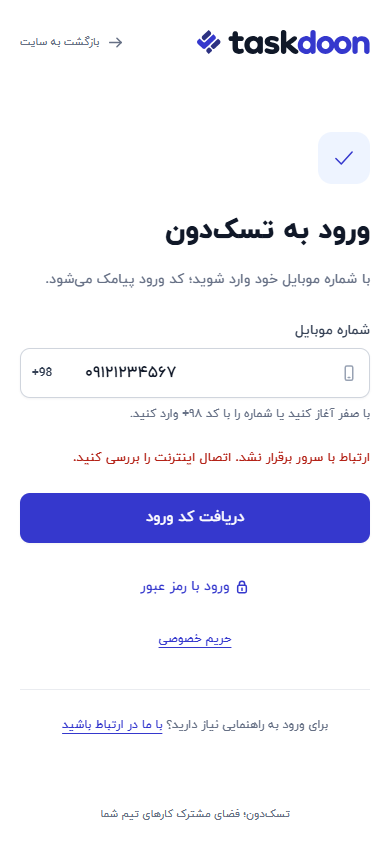 taskdoon
بازگشت به سایت
ورود به تسک‌دون
با شماره موبایل خود وارد شوید؛ کد ورود پیامک می‌شود.
شماره موبایل
+98
۰۹۱۲۱۲۳۴۵۶۷
با صفر آغاز کنید یا شماره را با کد ۹۸+ وارد کنید.
ارتباط با سرور برقرار نشد. اتصال اینترنت را بررسی کنید.
دریافت کد ورود
ورود با رمز عبور
حریم خصوصی
برای ورود به راهنمایی نیاز دارید؟ با ما در ارتباط باشید
تسک‌دون؛ فضای مشترک کارهای تیم شما